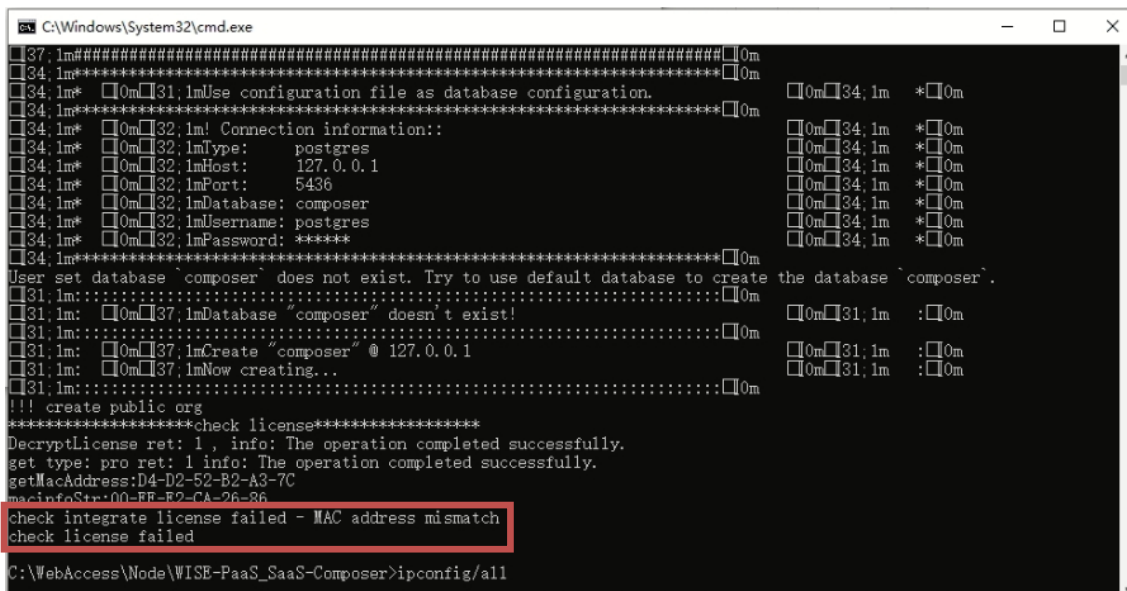 C:\Windows\System32\cmd.exe
□[37;1m########################################################################□[0m
□[34;1m************************************************************************□[0m
□[34;1m* □[0m□[31;1mUse configuration file as database configuration. □[0m□[34;1m *□[0m
□[34;1m************************************************************************□[0m
□[34;1m* □[0m□[32;1m! Connection information:: □[0m□[34;1m *□[0m
□[34;1m* □[0m□[32;1mType: postgres □[0m□[34;1m *□[0m
□[34;1m* □[0m□[32;1mHost: 127.0.0.1 □[0m□[34;1m *□[0m
□[34;1m* □[0m□[32;1mPort: 5436 □[0m□[34;1m *□[0m
□[34;1m* □[0m□[32;1mDatabase: composer □[0m□[34;1m *□[0m
□[34;1m* □[0m□[32;1mUsername: postgres □[0m□[34;1m *□[0m
□[34;1m* □[0m□[32;1mPassword: ****** □[0m□[34;1m *□[0m
□[34;1m************************************************************************□[0m
User set database `composer` does not exist. Try to use default database to create the database `composer`.
□[31;1m::::::::::::::::::::::::::::::::::::::::::::::::::::::::::::::::::::::::□[0m
□[31;1m: □[0m□[37;1mDatabase "composer" doesn't exist! □[0m□[31;1m :□[0m
□[31;1m::::::::::::::::::::::::::::::::::::::::::::::::::::::::::::::::::::::::□[0m
□[31;1m: □[0m□[37;1mCreate "composer" @ 127.0.0.1 □[0m□[31;1m :□[0m
□[31;1m: □[0m□[37;1mNow creating... □[0m□[31;1m :□[0m
□[31;1m::::::::::::::::::::::::::::::::::::::::::::::::::::::::::::::::::::::::□[0m
!!! create public org
********************check license******************
DecryptLicense ret: 1 , info: The operation completed successfully.
get type: pro ret: 1 info: The operation completed successfully.
getMacAddress:D4-D2-52-B2-A3-7C
macinfoStr:00-FF-F2-CA-26-86
check integrate license failed - MAC address mismatch
check license failed
C:\WebAccess\Node\WISE-PaaS_SaaS-Composer>ipconfig/all